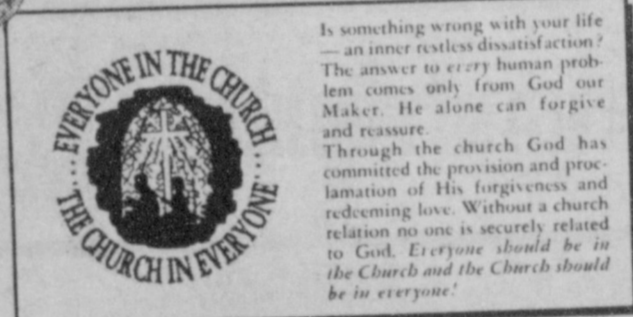 EVERYONE IN THE CHURCH...
THE CHURCH IN EVERYONE...
Is something wrong with your life
— an inner restless dissatisfaction?
The answer to every human prob-
lem comes only from God our
Maker. He alone can forgive
and reassure.
Through the church God has
committed the provision and proc-
lamation of His forgiveness and
redeeming love. Without a church
relation no one is securely related
to God. Everyone should be in
the Church and the Church should
be in everyone!